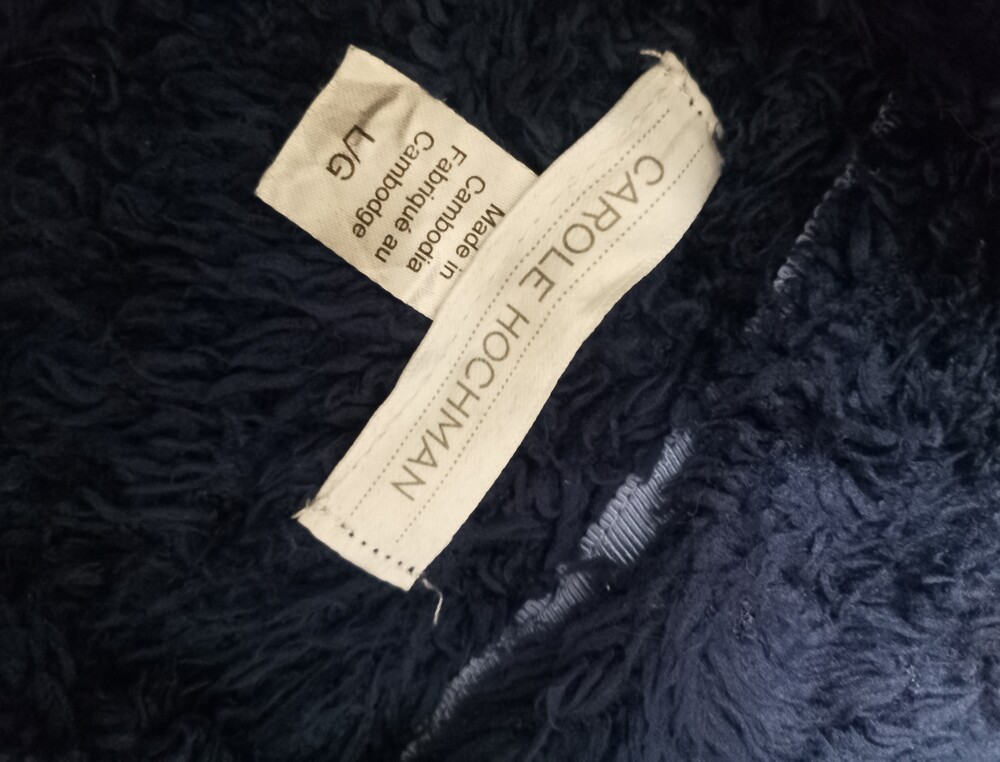 CAROLE HOCHMAN
Made in
Cambodia
Fabriqué au
Cambodge
L/G